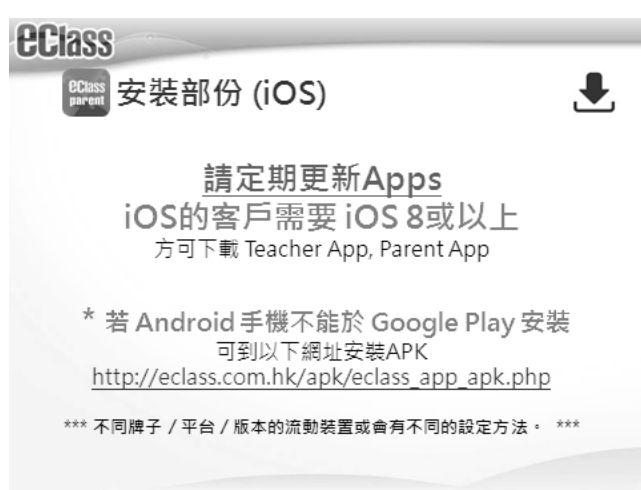 eClass
eClass
parent
安裝部份 (iOS)
請定期更新Apps
iOS的客戶需要 iOS 8或以上
方可下載 Teacher App, Parent App
* 若 Android 手機不能於 Google Play 安裝
可到以下網址安裝APK
http://eclass.com.hk/apk/eclass_app_apk.php
*** 不同牌子 / 平台 / 版本的流動裝置或會有不同的設定方法。 ***